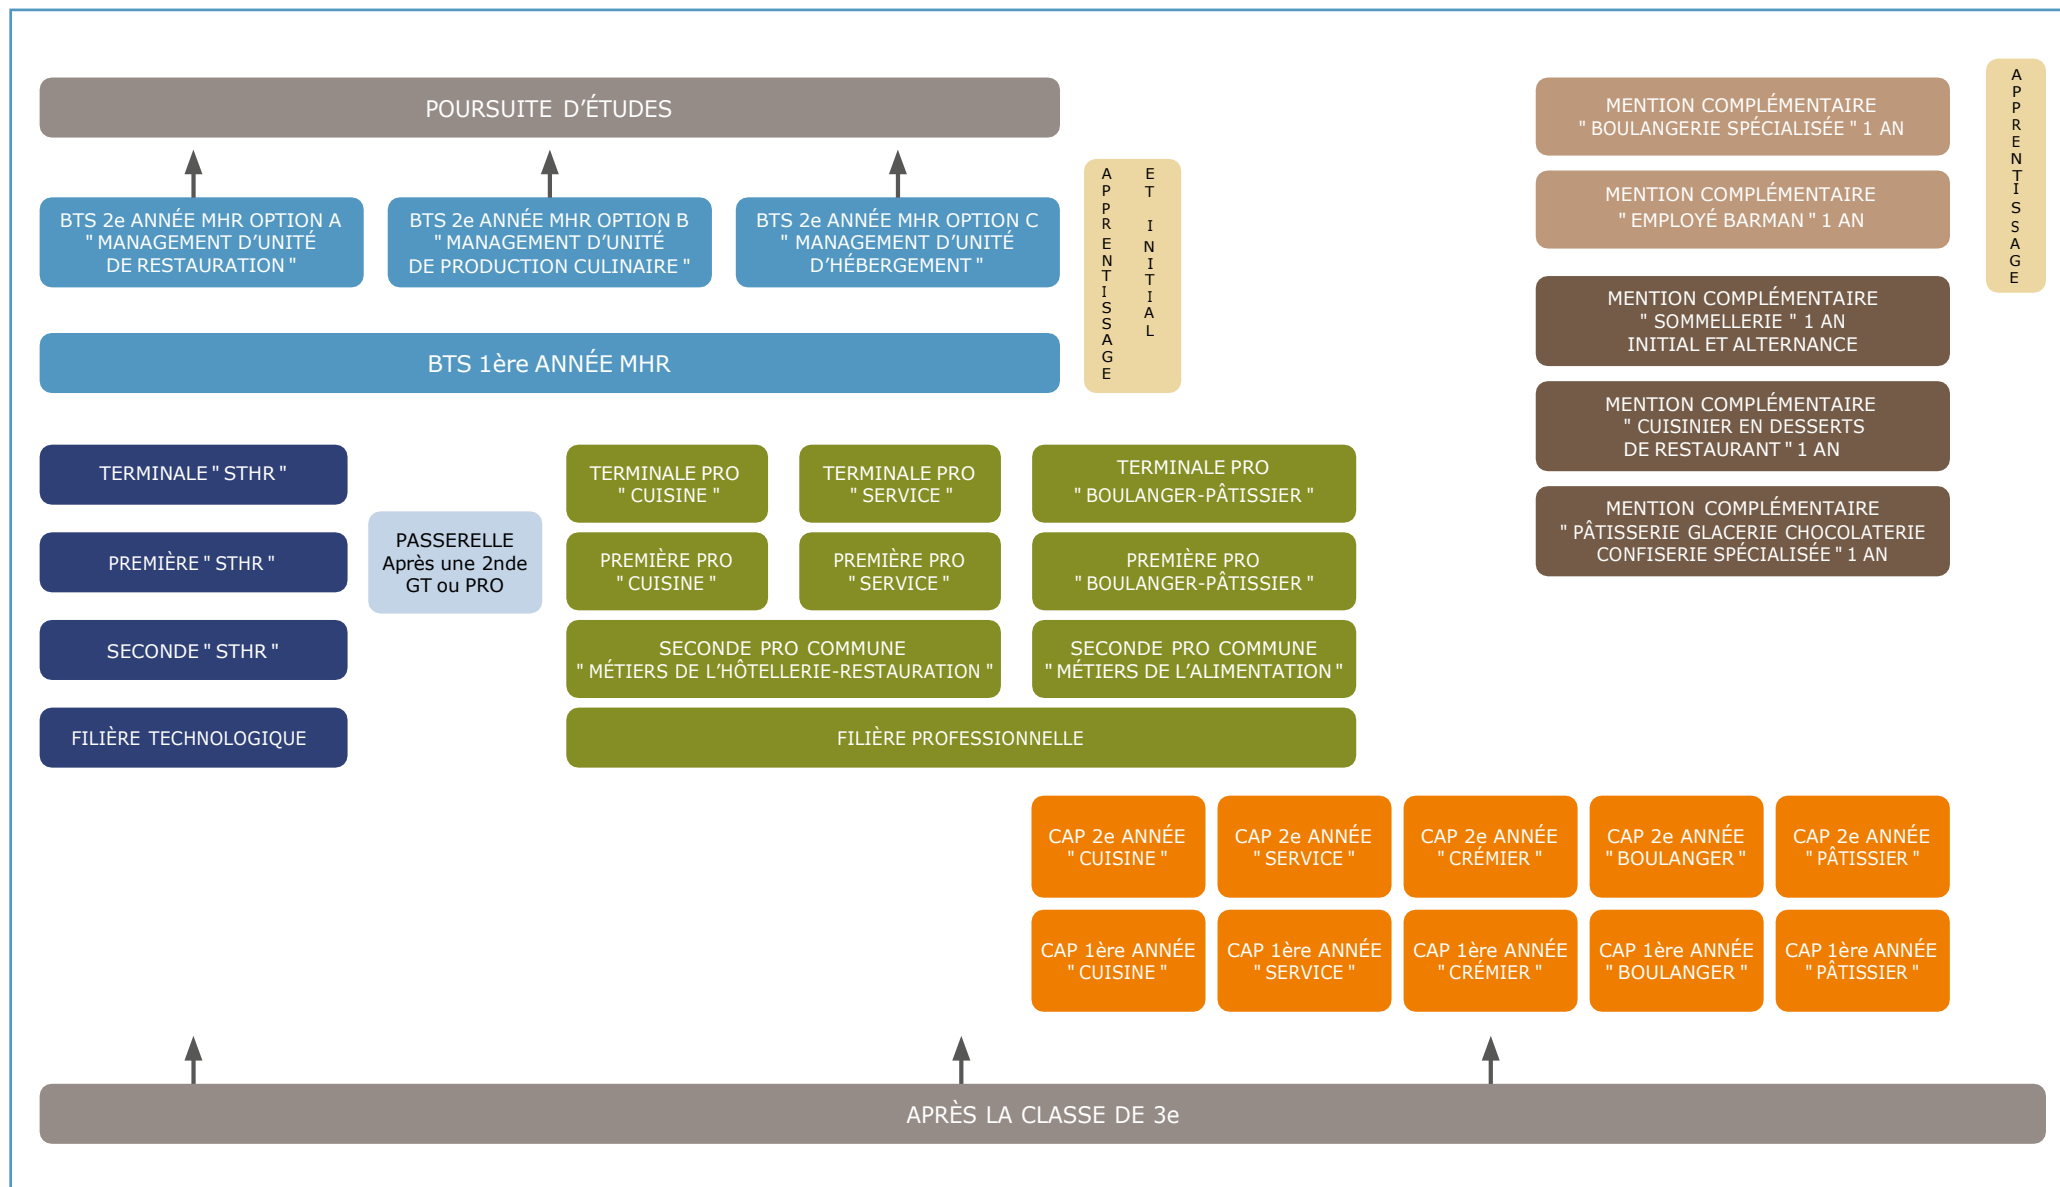 POURSUITE D’ÉTUDES
BTS 2e ANNÉE MHR OPTION A
" MANAGEMENT D’UNITÉ
DE RESTAURATION "
BTS 2e ANNÉE MHR OPTION B
" MANAGEMENT D’UNITÉ
DE PRODUCTION CULINAIRE "
BTS 2e ANNÉE MHR OPTION C
" MANAGEMENT D’UNITÉ
D’HÉBERGEMENT "
APPRENTISSAGE
ET INITIAL
BTS 1ère ANNÉE MHR
MENTION COMPLÉMENTAIRE
" BOULANGERIE SPÉCIALISÉE " 1 AN
MENTION COMPLÉMENTAIRE
" EMPLOYÉ BARMAN " 1 AN
APPRENTISSAGE
MENTION COMPLÉMENTAIRE
" SOMMELLERIE " 1 AN
INITIAL ET ALTERNANCE
MENTION COMPLÉMENTAIRE
" CUISINIER EN DESSERTS
DE RESTAURANT " 1 AN
MENTION COMPLÉMENTAIRE
" PÂTISSERIE GLACERIE CHOCOLATERIE
CONFISERIE SPÉCIALISÉE " 1 AN
TERMINALE " STHR "
PREMIÈRE " STHR "
SECONDE " STHR "
FILIÈRE TECHNOLOGIQUE
PASSERELLE
Après une 2nde
GT ou PRO
TERMINALE PRO
" CUISINE "
TERMINALE PRO
" SERVICE "
TERMINALE PRO
" BOULANGER-PÂTISSIER "
PREMIÈRE PRO
" CUISINE "
PREMIÈRE PRO
" SERVICE "
PREMIÈRE PRO
" BOULANGER-PÂTISSIER "
SECONDE PRO COMMUNE
" MÉTIERS DE L’HÔTELLERIE-RESTAURATION "
SECONDE PRO COMMUNE
" MÉTIERS DE L’ALIMENTATION "
FILIÈRE PROFESSIONNELLE
CAP 2e ANNÉE
" CUISINE "
CAP 2e ANNÉE
" SERVICE "
CAP 2e ANNÉE
" CRÉMIER "
CAP 2e ANNÉE
" BOULANGER "
CAP 2e ANNÉE
" PÂTISSIER "
CAP 1ère ANNÉE
" CUISINE "
CAP 1ère ANNÉE
" SERVICE "
CAP 1ère ANNÉE
" CRÉMIER "
CAP 1ère ANNÉE
" BOULANGER "
CAP 1ère ANNÉE
" PÂTISSIER "
APRÈS LA CLASSE DE 3e